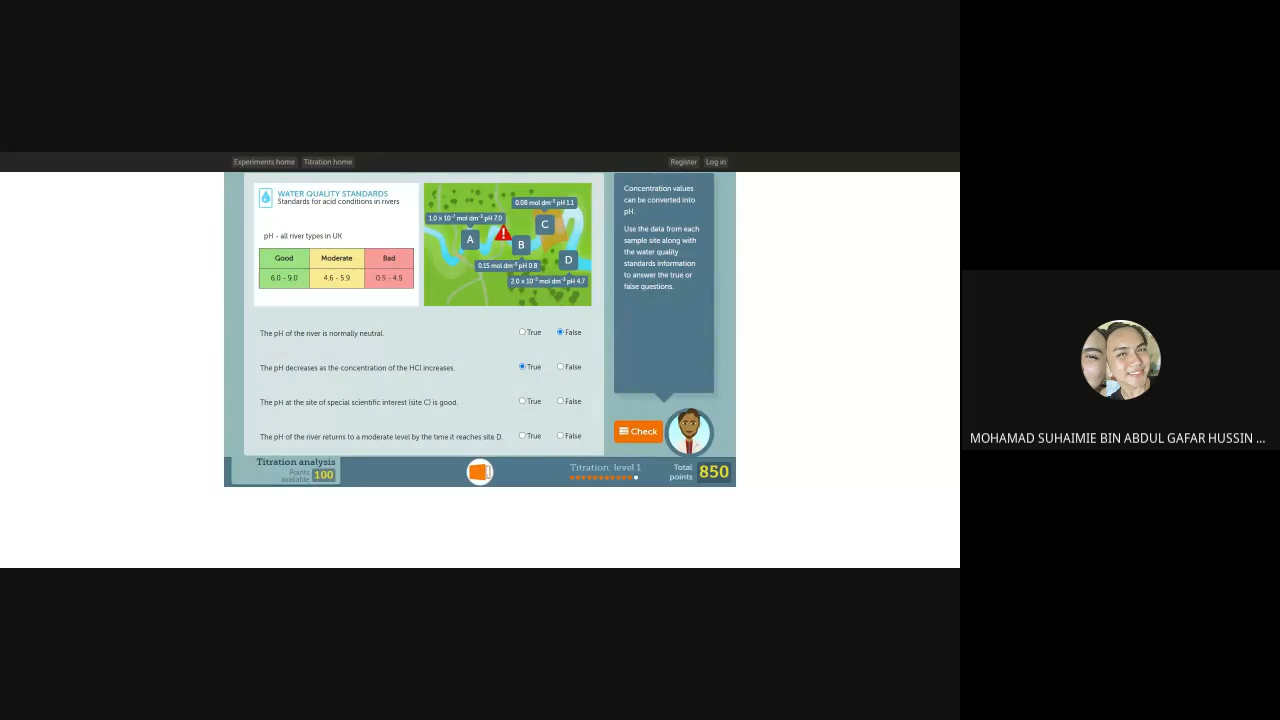 Experiments home
Titration home
Register
Log in
WATER QUALITY STANDARDS
Standards for acid conditions in rivers
pH - all river types in UK
Good Moderate Bad
6.0 - 9.0 4.6 - 5.9 0.5 - 4.5
0.08 mol dm⁻³ pH 1.1
1.0 x 10⁻⁷ mol dm⁻³ pH 7.0
C
A
B
0.15 mol dm⁻³ pH 0.8
D
2.0 x 10⁻⁵ mol dm⁻³ pH 4.7
Concentration values
can be converted into
pH.
Use the data from each
sample site along with
the water quality
standards information
to answer the true or
false questions.
The pH of the river is normally neutral. True False
The pH decreases as the concentration of the HCl increases. True False
The pH at the site of special scientific interest (site C) is good. True False
The pH of the river returns to a moderate level by the time it reaches site D. True False
Check
Titration analysis
Points
available 100
Titration: level 1
Total
points 850
MOHAMAD SUHAIMIE BIN ABDUL GAFAR HUSSIN ...